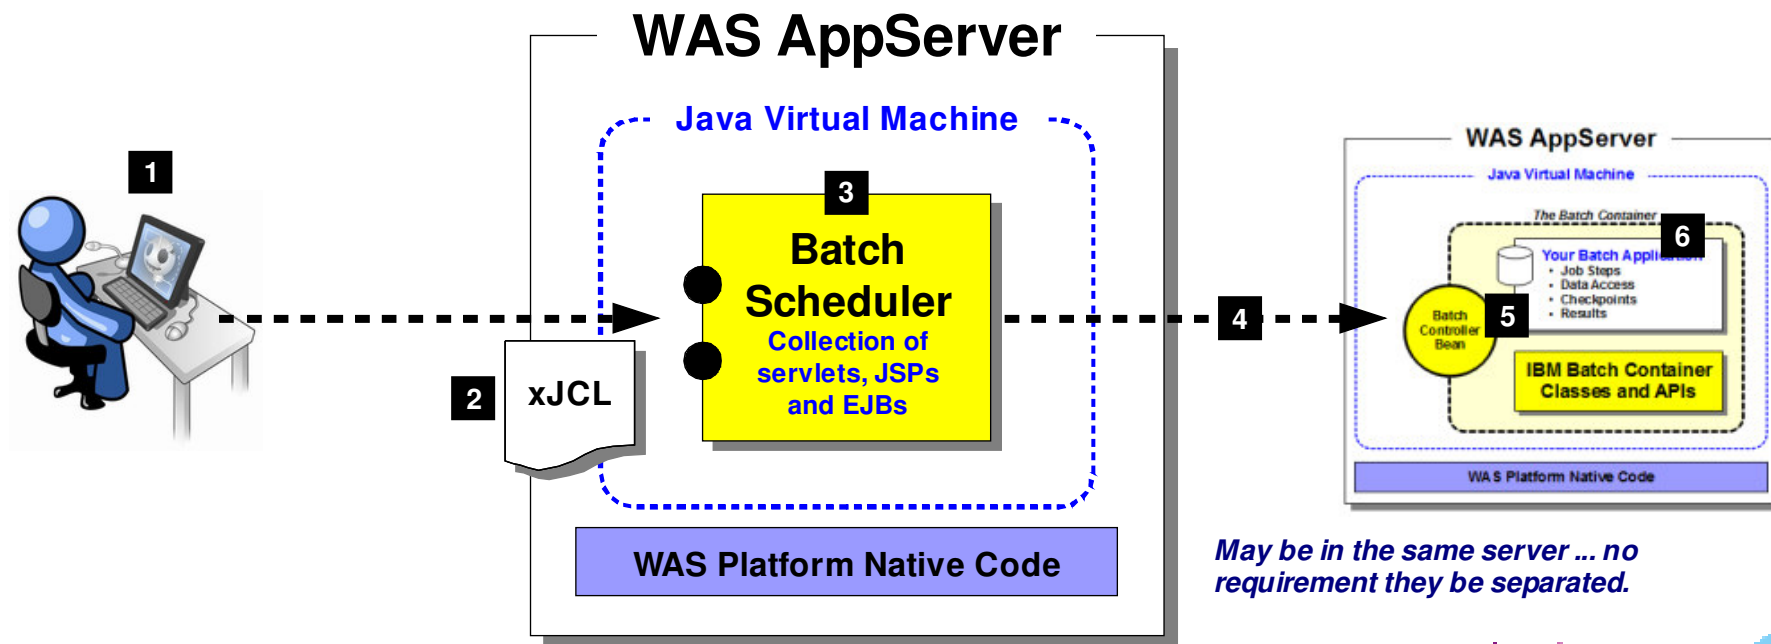 WAS AppServer
Java Virtual Machine
1
2
xJCL
3
Batch
Scheduler
Collection of
servlets, JSPs
and EJBs
WAS Platform Native Code
4
WAS AppServer
Java Virtual Machine
The Batch Container
6
Your Batch Application
• Job Steps
• Data Access
• Checkpoints
• Results
5
Batch
Controller
Bean
IBM Batch Container
Classes and APIs
WAS Platform Native Code
May be in the same server ... no
requirement they be separated.